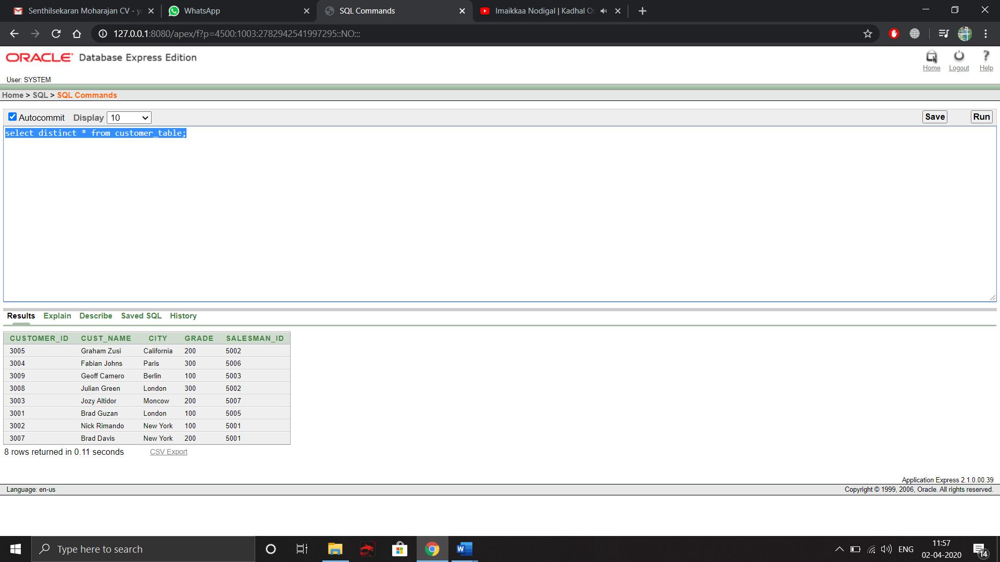 Senthilsekaran Moharajan CV - y
WhatsApp
SQL Commands
Imaikkaa Nodigal | Kadhal O
127.0.0.1:8080/apex/f?p=4500:1003:2782942541997295::NO:::
ORACLE Database Express Edition
Home Logout Help
User: SYSTEM
Home > SQL > SQL Commands
Autocommit Display 10 Save Run
select distinct * from customer_table;
Results Explain Describe Saved SQL History
CUSTOMER_ID CUST_NAME CITY GRADE SALESMAN_ID
3005 Graham Zusi California 200 5002
3004 Fabian Johns Paris 300 5006
3009 Geoff Camero Berlin 100 5003
3008 Julian Green London 300 5002
3003 Jozy Altidor Moncow 200 5007
3001 Brad Guzan London 100 5005
3002 Nick Rimando New York 100 5001
3007 Brad Davis New York 200 5001
8 rows returned in 0.11 seconds CSV Export
Application Express 2.1.0.00.39
Language: en-us Copyright © 1999, 2006, Oracle. All rights reserved.
Type here to search
ENG
11:57
02-04-2020
14